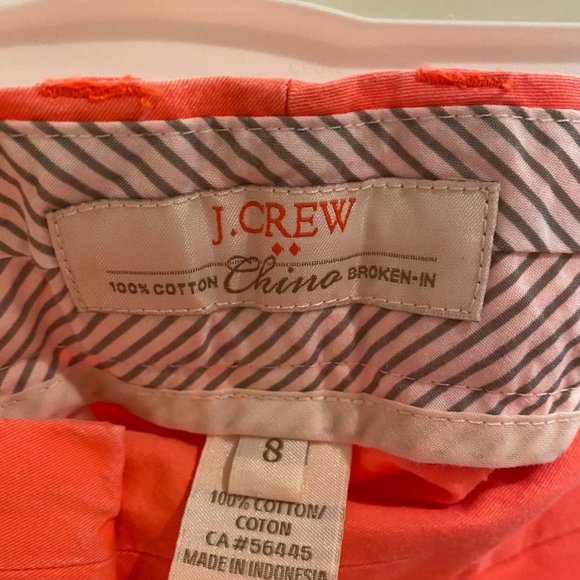 J.CREW
100% COTTON Chino BROKEN-IN
8
100% COTTON/
COTON
CA #56445
MADE IN INDONESIA